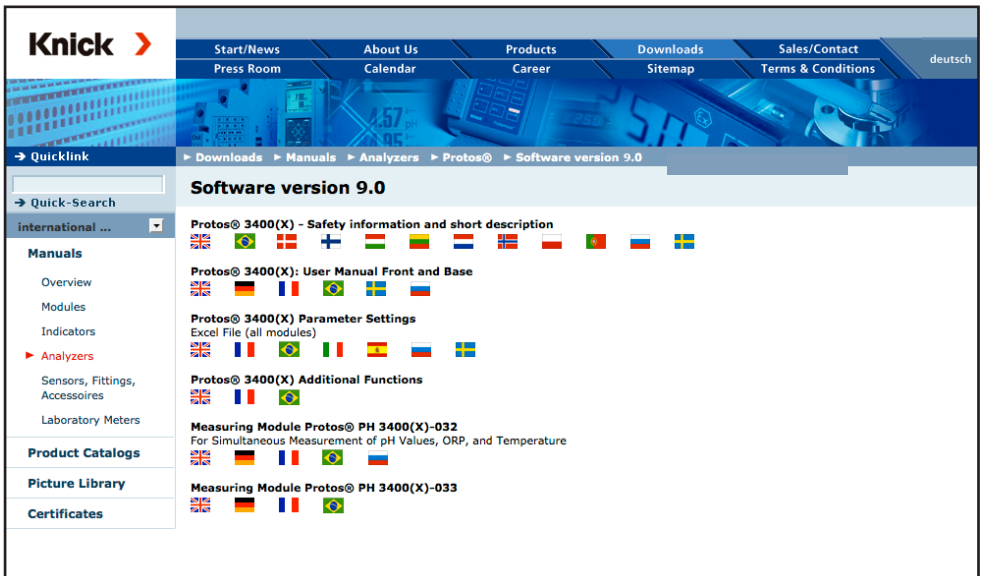 Knick
Start/News About Us Products Downloads Sales/Contact
Press Room Calendar Career Sitemap Terms & Conditions
deutsch
Quicklink
Downloads Manuals Analyzers Protos® Software version 9.0
Software version 9.0
Quick-Search
international ...
Manuals
Overview
Modules
Indicators
Analyzers
Sensors, Fittings,
Accessoires
Laboratory Meters
Product Catalogs
Picture Library
Certificates
Protos® 3400(X) - Safety information and short description
Protos® 3400(X): User Manual Front and Base
Protos® 3400(X) Parameter Settings
Excel File (all modules)
Protos® 3400(X) Additional Functions
Measuring Module Protos® PH 3400(X)-032
For Simultaneous Measurement of pH Values, ORP, and Temperature
Measuring Module Protos® PH 3400(X)-033